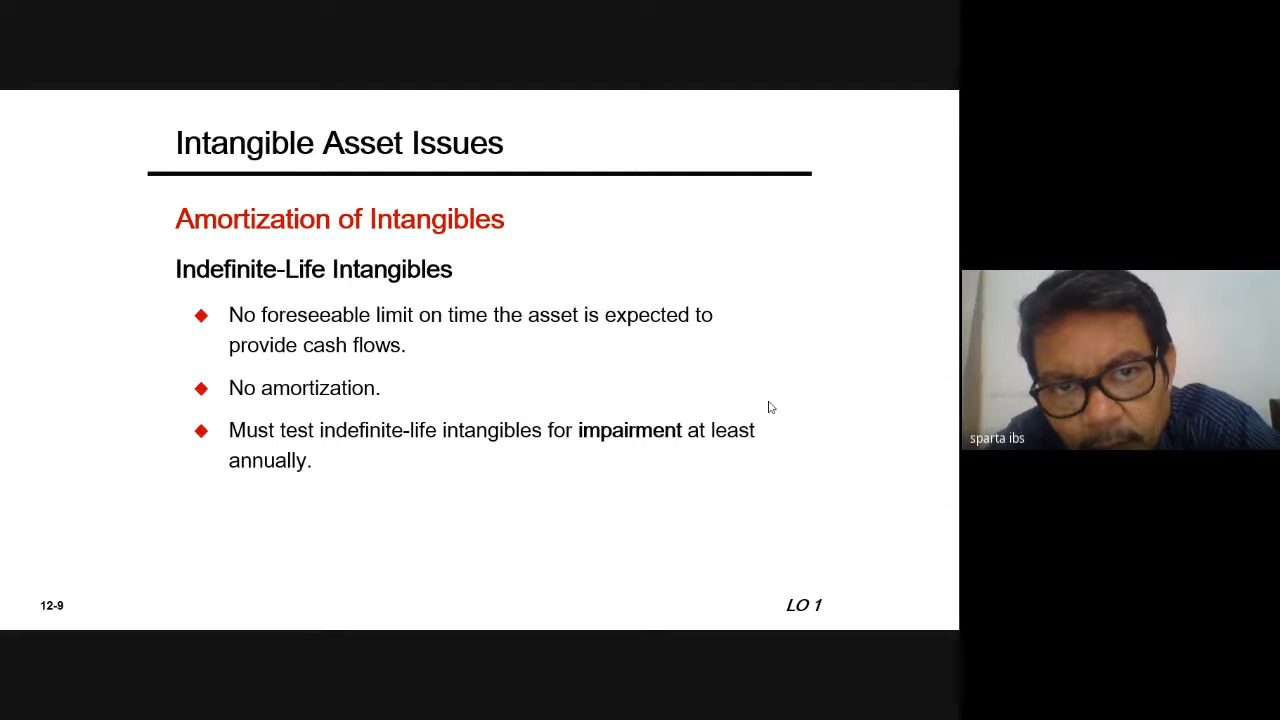 Intangible Asset Issues
Amortization of Intangibles
Indefinite-Life Intangibles
No foreseeable limit on time the asset is expected to
provide cash flows.
No amortization.
Must test indefinite-life intangibles for impairment at least
annually.
sparta ibs
12-9
LO 1